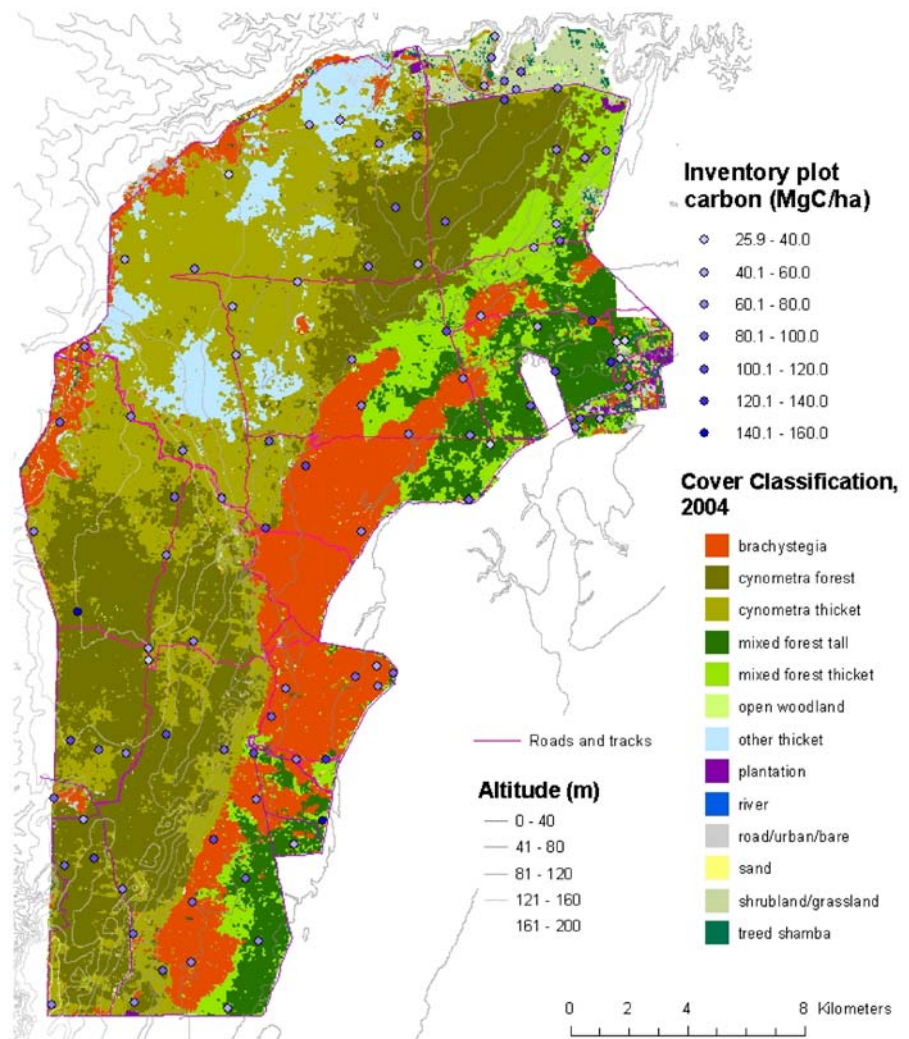 Inventory plot
carbon (MgC/ha)
25.9 - 40.0
40.1 - 60.0
60.1 - 80.0
80.1 - 100.0
100.1 - 120.0
120.1 - 140.0
140.1 - 160.0
Cover Classification,
2004
brachystegia
cynometra forest
cynometra thicket
mixed forest tall
mixed forest thicket
open woodland
other thicket
plantation
river
road/urban/bare
sand
shrubland/grassland
treed shamba
Roads and tracks
Altitude (m)
0 - 40
41 - 80
81 - 120
121 - 160
161 - 200
0 2 4 8 Kilometers